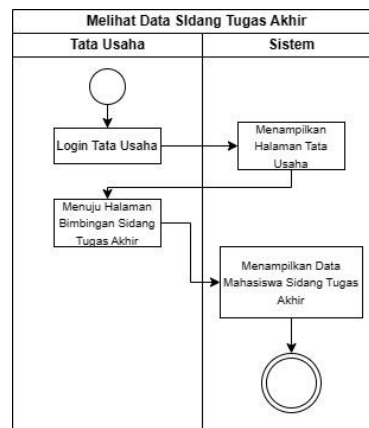 Melihat Data SIdang Tugas Akhir
Tata Usaha
Sistem
Login Tata Usaha
Menampilkan
Halaman Tata
Usaha
Menuju Halaman
Bimbingan Sidang
Tugas Akhir
Menampilkan Data
Mahasiswa Sidang Tugas
Akhir